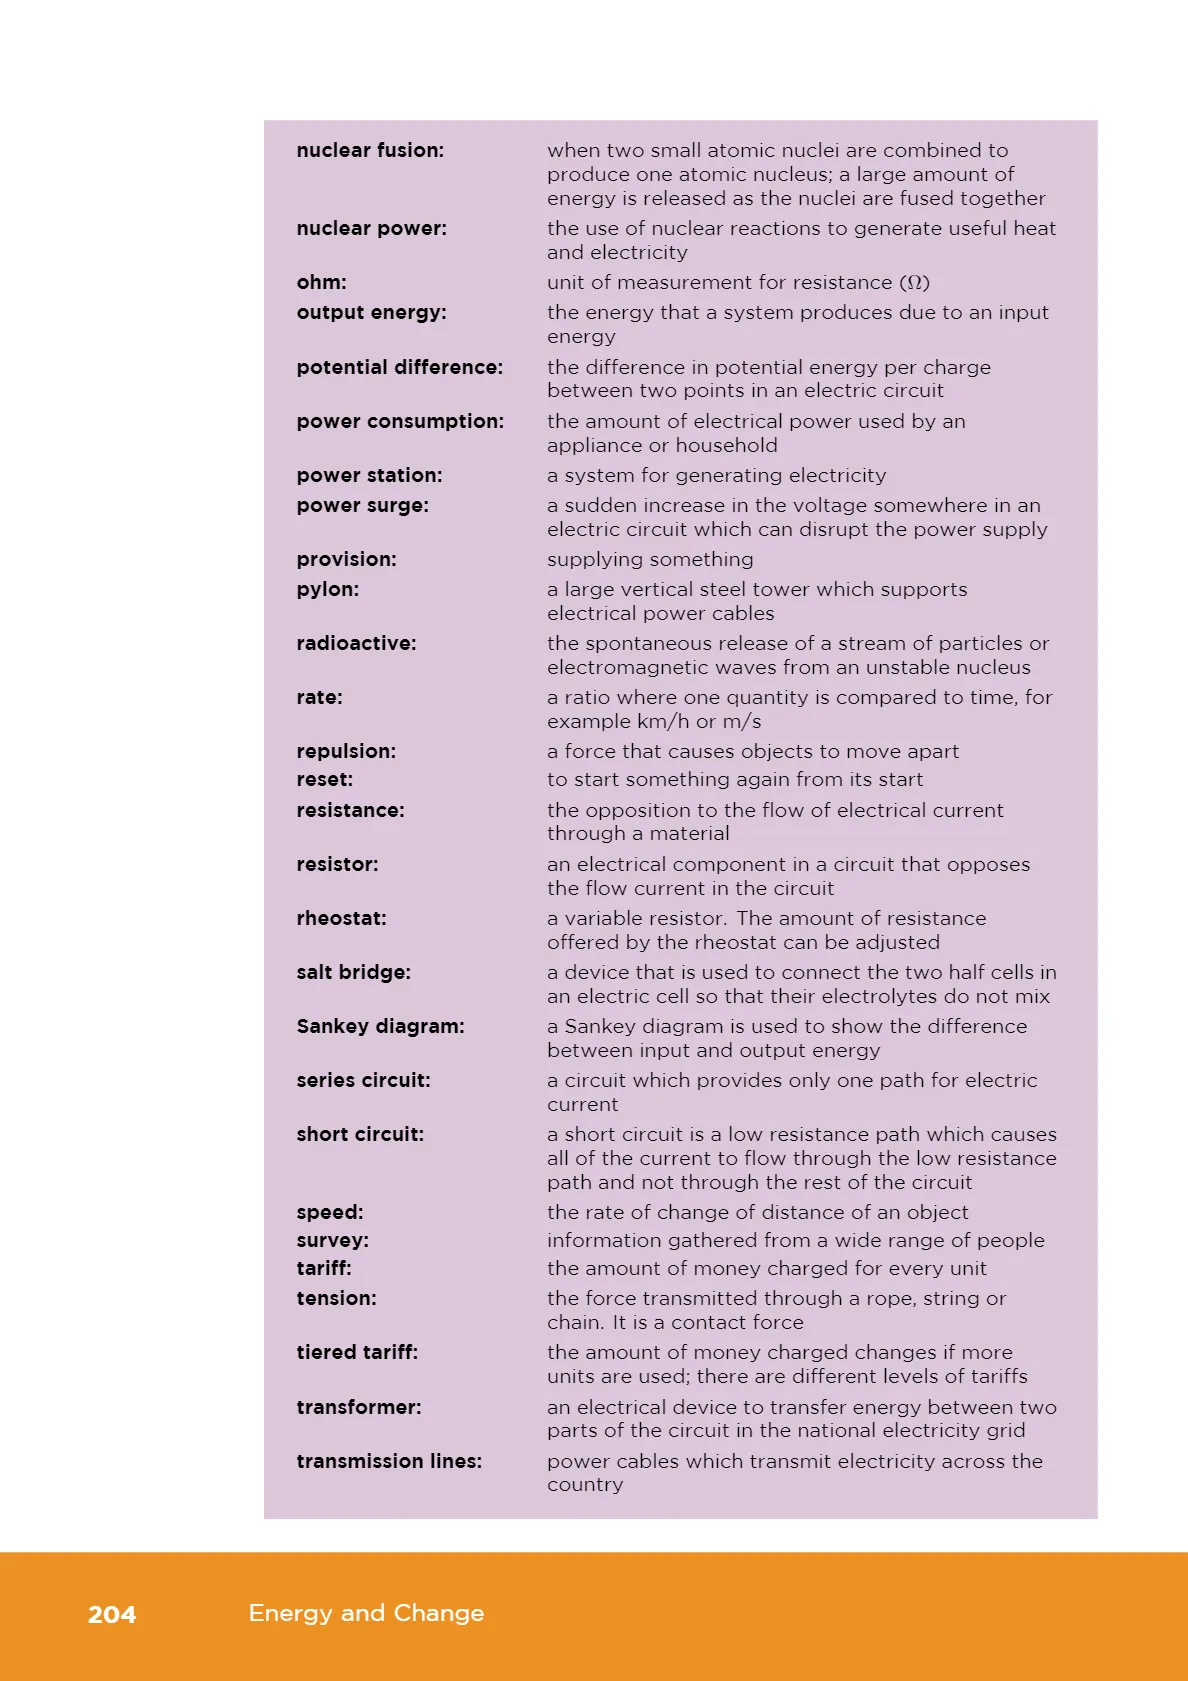 nuclear fusion: when two small atomic nuclei are combined to
produce one atomic nucleus; a large amount of
energy is released as the nuclei are fused together
nuclear power: the use of nuclear reactions to generate useful heat
and electricity
ohm: unit of measurement for resistance (Ω)
output energy: the energy that a system produces due to an input
energy
potential difference: the difference in potential energy per charge
between two points in an electric circuit
power consumption: the amount of electrical power used by an
appliance or household
power station: a system for generating electricity
power surge: a sudden increase in the voltage somewhere in an
electric circuit which can disrupt the power supply
provision: supplying something
pylon: a large vertical steel tower which supports
electrical power cables
radioactive: the spontaneous release of a stream of particles or
electromagnetic waves from an unstable nucleus
rate: a ratio where one quantity is compared to time, for
example km/h or m/s
repulsion: a force that causes objects to move apart
reset: to start something again from its start
resistance: the opposition to the flow of electrical current
through a material
resistor: an electrical component in a circuit that opposes
the flow current in the circuit
rheostat: a variable resistor. The amount of resistance
offered by the rheostat can be adjusted
salt bridge: a device that is used to connect the two half cells in
an electric cell so that their electrolytes do not mix
Sankey diagram: a Sankey diagram is used to show the difference
between input and output energy
series circuit: a circuit which provides only one path for electric
current
short circuit: a short circuit is a low resistance path which causes
all of the current to flow through the low resistance
path and not through the rest of the circuit
speed: the rate of change of distance of an object
survey: information gathered from a wide range of people
tariff: the amount of money charged for every unit
tension: the force transmitted through a rope, string or
chain. It is a contact force
tiered tariff: the amount of money charged changes if more
units are used; there are different levels of tariffs
transformer: an electrical device to transfer energy between two
parts of the circuit in the national electricity grid
transmission lines: power cables which transmit electricity across the
country
204 Energy and Change